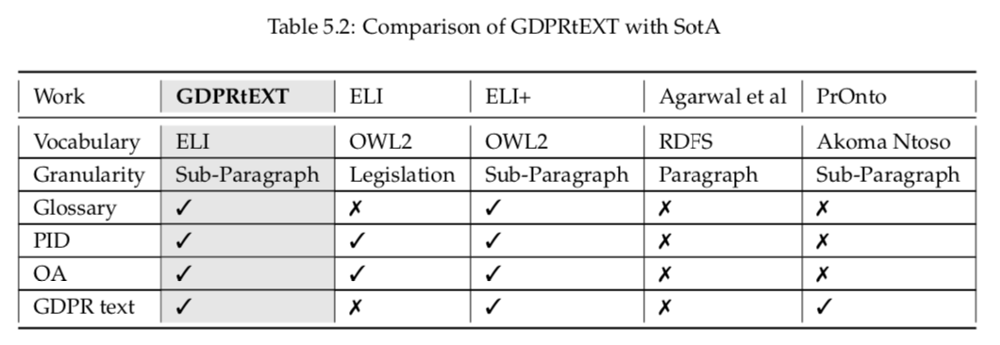 Table 5.2: Comparison of GDPRtEXT with SotA
Work GDPRtEXT ELI ELI+ Agarwal et al PrOnto
Vocabulary ELI OWL2 OWL2 RDFS Akoma Ntoso
Granularity Sub-Paragraph Legislation Sub-Paragraph Paragraph Sub-Paragraph
Glossary ✓ ✗ ✓ ✗ ✗
PID ✓ ✓ ✓ ✗ ✗
OA ✓ ✓ ✓ ✗ ✗
GDPR text ✓ ✗ ✓ ✗ ✓